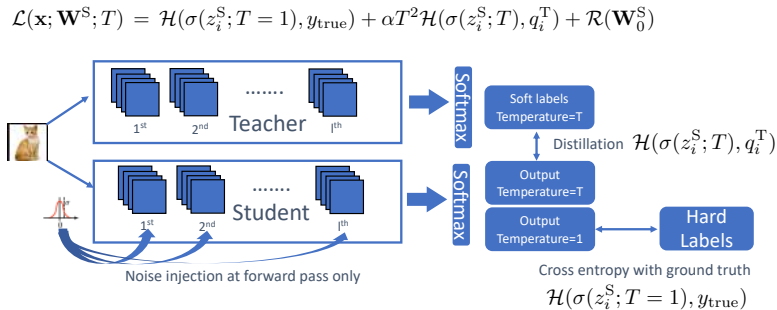 ℒ(x; W^S; T) = ℋ(σ(z_i^S; T = 1), y_true) + αT²ℋ(σ(z_i^S; T), q_i^T) + ℛ(W_0^S)
1st 2nd ....... lth
Teacher
Softmax
Soft labels
Temperature=T
Distillation ℋ(σ(z_i^S; T), q_i^T)
1st 2nd ....... lth
Student
Softmax
Output
Temperature=T
Output
Temperature=1
Hard
Labels
Noise injection at forward pass only
Cross entropy with ground truth
ℋ(σ(z_i^S; T = 1), y_true)